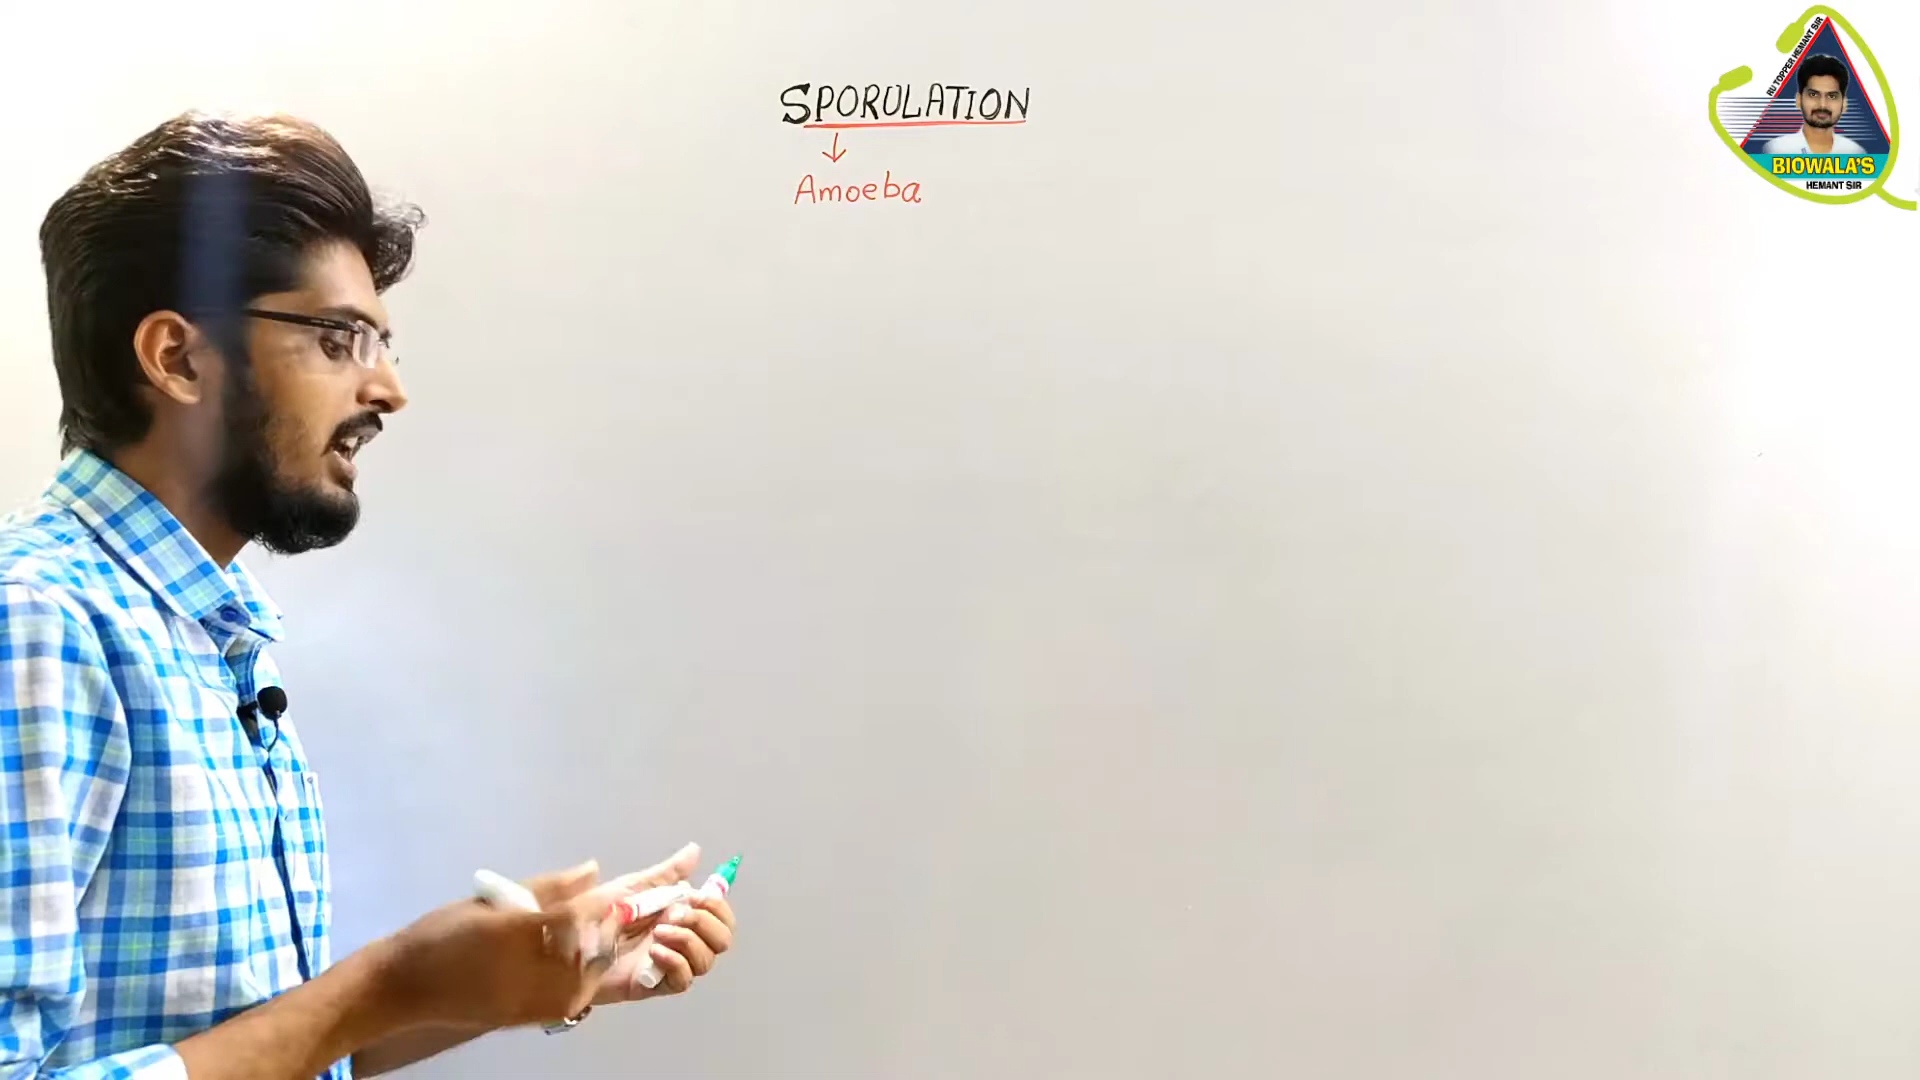 SPORULATION
Amoeba
RU TOPPER HEMANT SIR
BIOWALA'S
HEMANT SIR